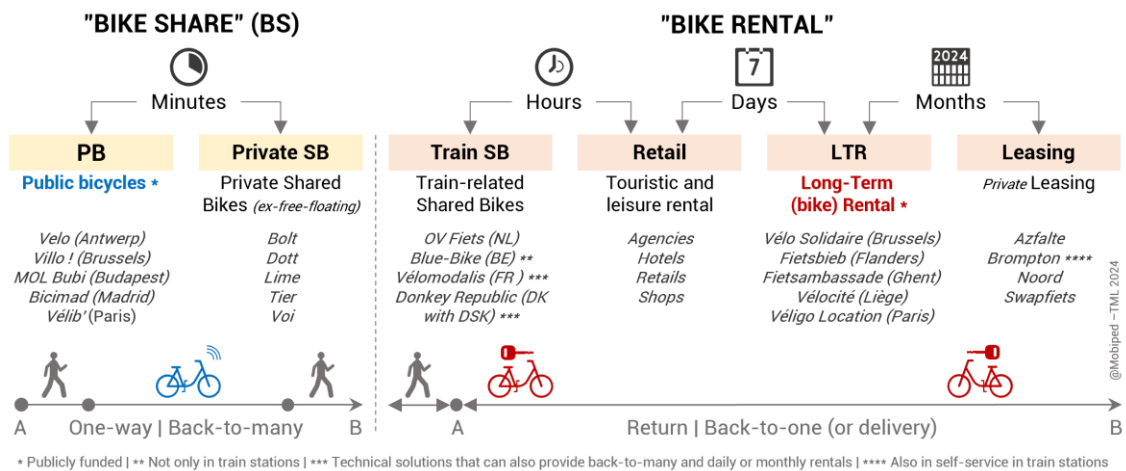 "BIKE SHARE" (BS)
"BIKE RENTAL"
7
2024
Minutes
Hours
Days
Months
PB
Private SB
Train SB
Retail
LTR
Leasing
Public bicycles *
Private Shared
Bikes (ex-free-floating)
Train-related
Shared Bikes
Touristic and
leisure rental
Long-Term
(bike) Rental *
Private Leasing
Velo (Antwerp)
Villo ! (Brussels)
MOL Bubi (Budapest)
Bicimad (Madrid)
Vélib' (Paris)
Bolt
Dott
Lime
Tier
Voi
OV Fiets (NL)
Blue-Bike (BE) **
Vélomodalis (FR ) ***
Donkey Republic (DK
with DSK) ***
Agencies
Hotels
Retails
Shops
Vélo Solidaire (Brussels)
Fietsbieb (Flanders)
Fietsambassade (Ghent)
Vélocité (Liège)
Véligo Location (Paris)
Azfalte
Brompton ****
Noord
Swapfiets
@Mobiped –TML 2024
A One-way | Back-to-many B
A Return | Back-to-one (or delivery) B
* Publicly funded | ** Not only in train stations | *** Technical solutions that can also provide back-to-many and daily or monthly rentals | **** Also in self-service in train stations